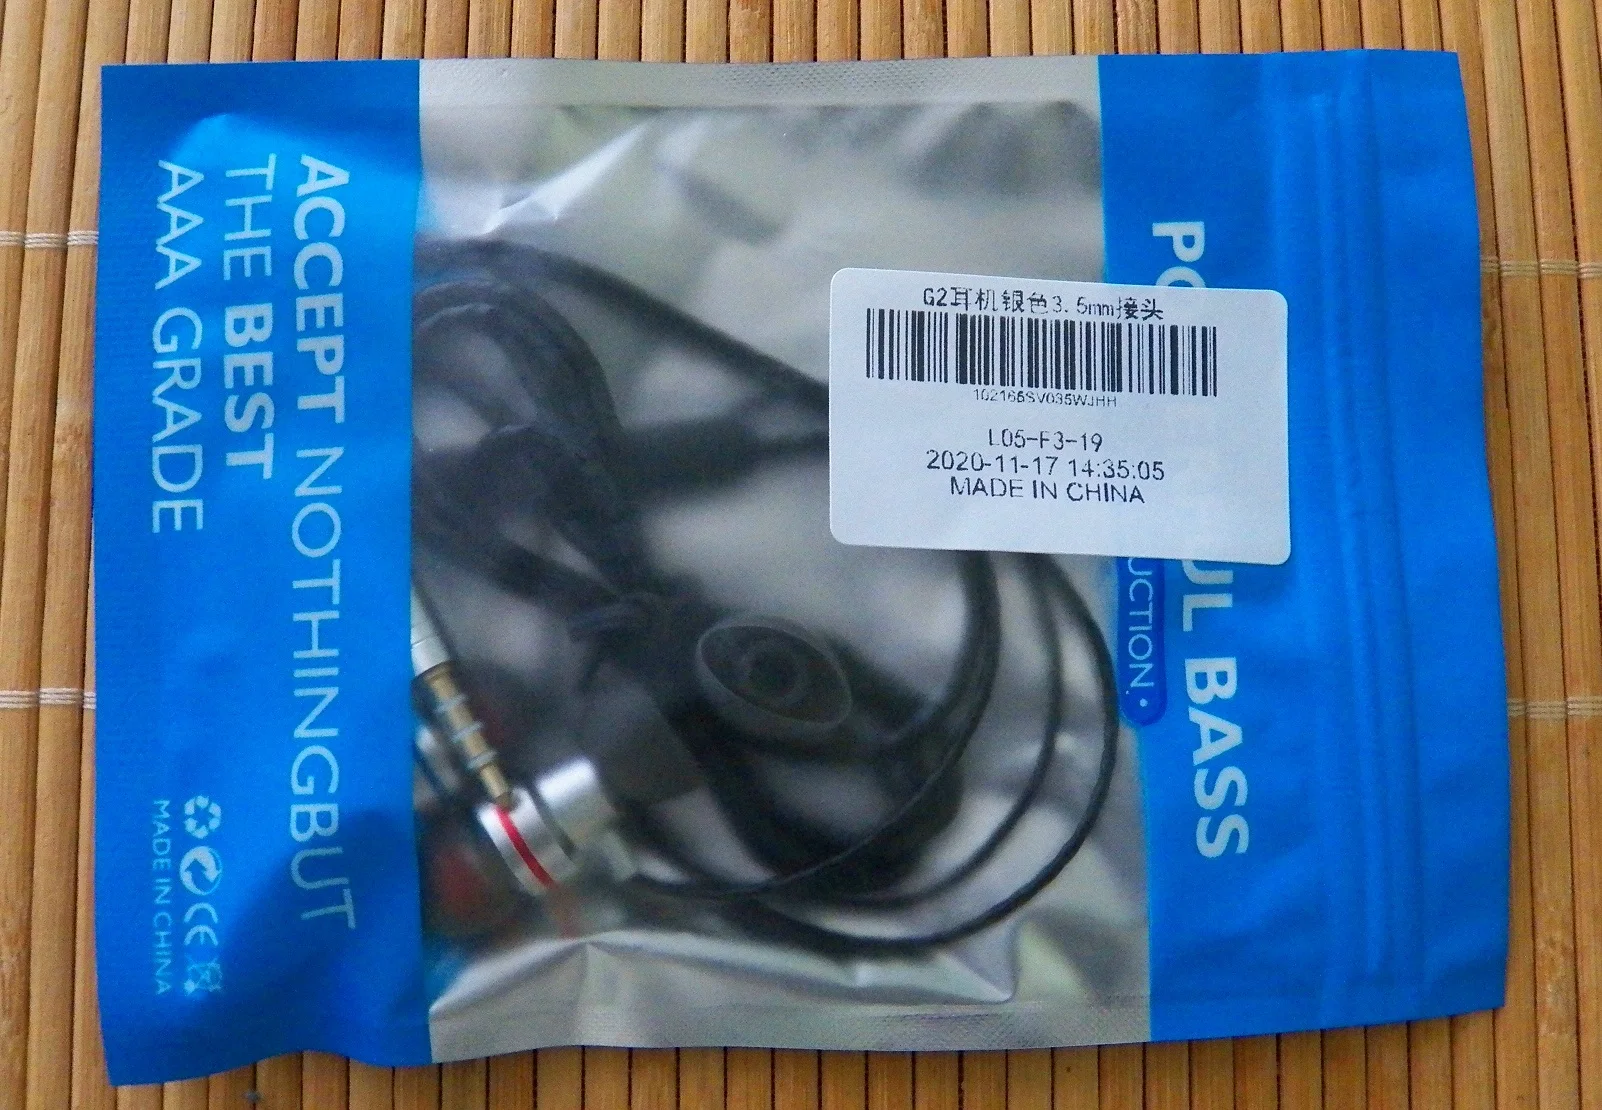 ACCEPT NOTHINGBUT
THE BEST
AAA GRADE
CE
MADE IN CHINA
G2耳机银色3.5mm接头
102165SV035WJHH
L05-F3-19
2020-11-17 14:35:05
MADE IN CHINA
BASS